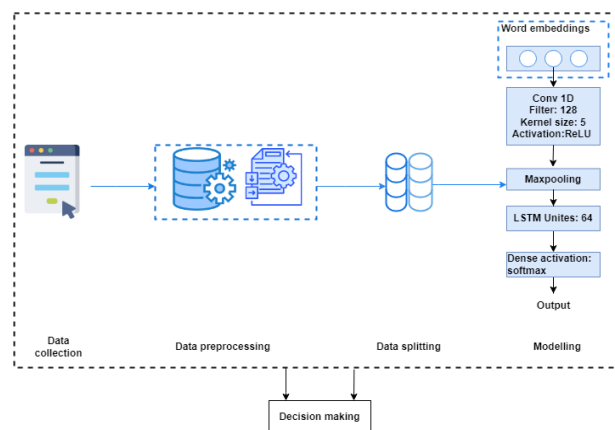 Word embeddings
Conv 1D
Filter: 128
Kernel size: 5
Activation:ReLU
Maxpooling
LSTM Unites: 64
Dense activation:
softmax
Output
Data
collection
Data preprocessing
Data splitting
Modelling
Decision making